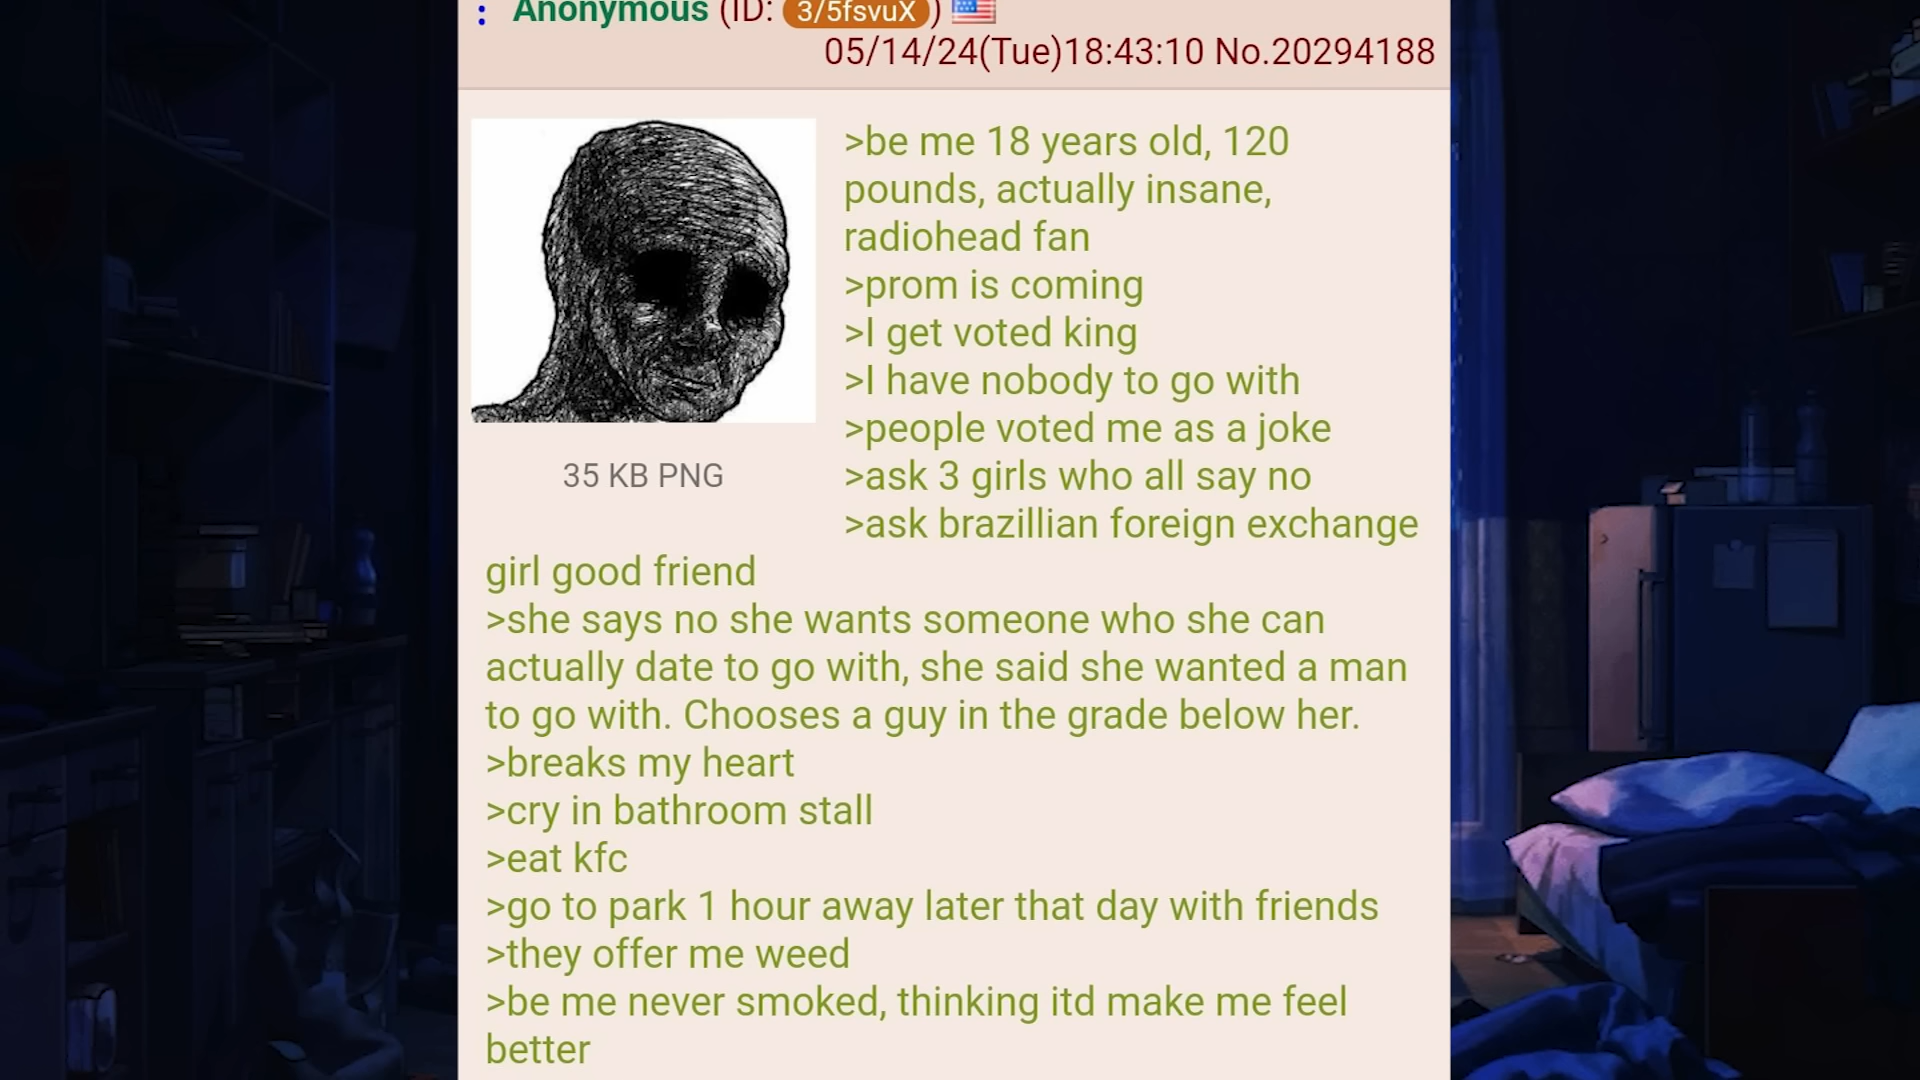 : Anonymous (ID: 3/5fsvuX)
05/14/24(Tue)18:43:10 No.20294188
>be me 18 years old, 120
pounds, actually insane,
radiohead fan
>prom is coming
>I get voted king
>I have nobody to go with
>people voted me as a joke
35 KB PNG
>ask 3 girls who all say no
>ask brazillian foreign exchange
girl good friend
>she says no she wants someone who she can
actually date to go with, she said she wanted a man
to go with. Chooses a guy in the grade below her.
>breaks my heart
>cry in bathroom stall
>eat kfc
>go to park 1 hour away later that day with friends
>they offer me weed
>be me never smoked, thinking itd make me feel
better